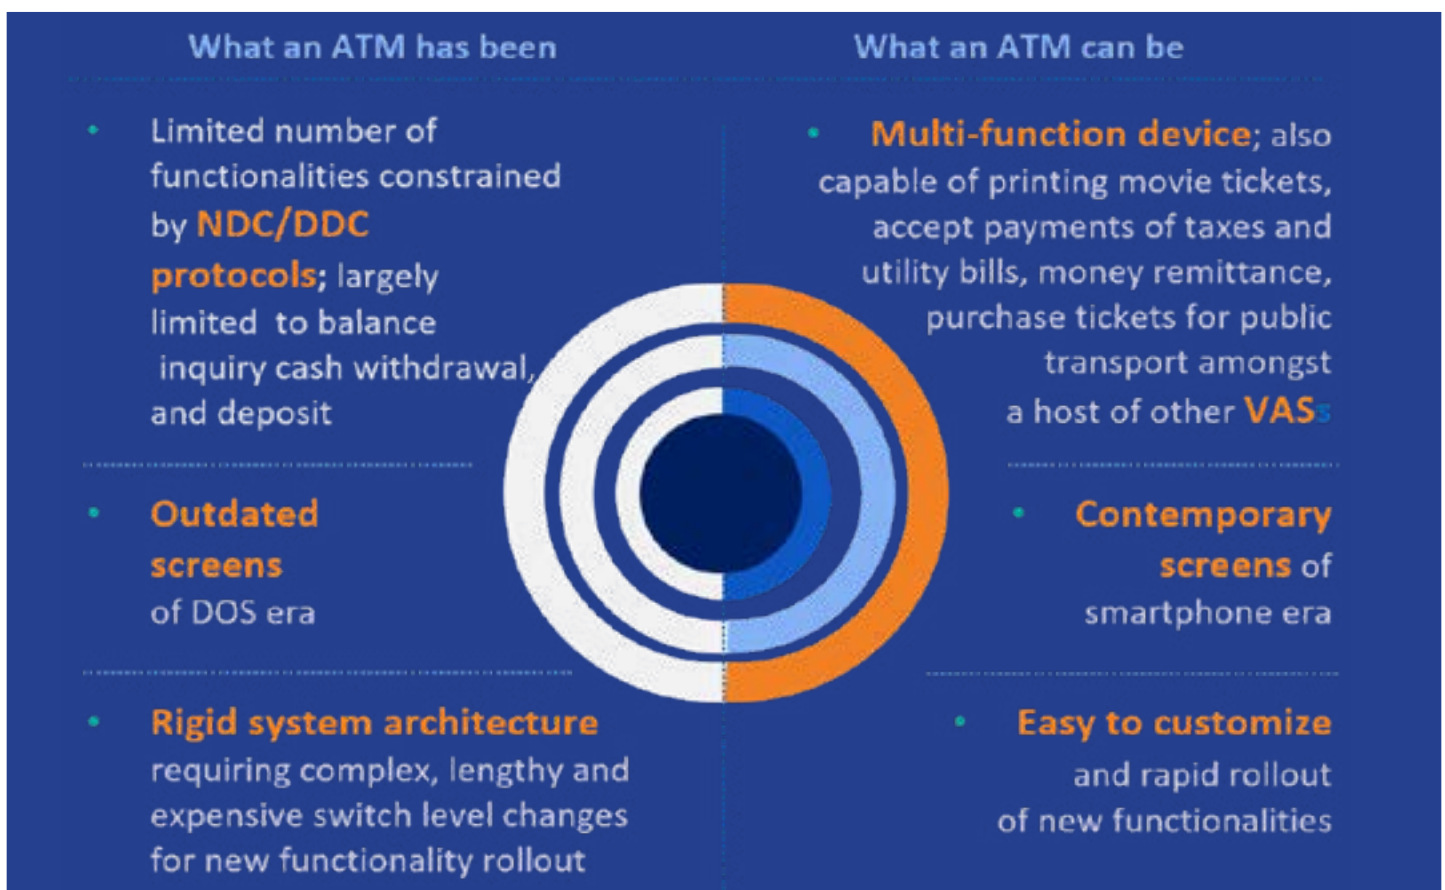 What an ATM has been
Limited number of
functionalities constrained
by NDC/DDC
protocols; largely
limited to balance
inquiry cash withdrawal,
and deposit
Outdated
screens
of DOS era
Rigid system architecture
requiring complex, lengthy and
expensive switch level changes
for new functionality rollout
What an ATM can be
Multi-function device; also
capable of printing movie tickets,
accept payments of taxes and
utility bills, money remittance,
purchase tickets for public
transport amongst
a host of other VASs
Contemporary
screens of
smartphone era
Easy to customize
and rapid rollout
of new functionalities